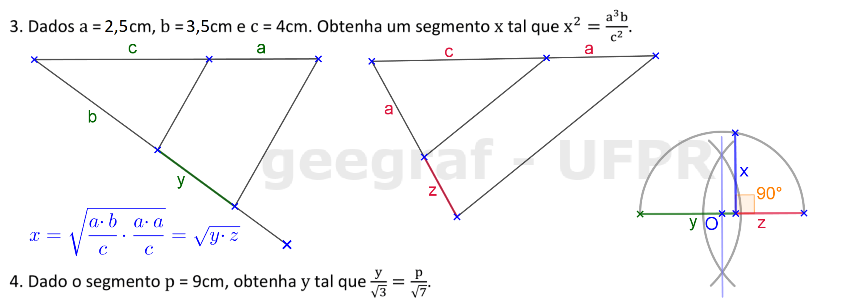 3. Dados a = 2,5cm, b = 3,5cm e c = 4cm. Obtenha um segmento x tal que x² = a³b/c².
c a
c a
b
a
geegraf - UFPR
y
z
x
90°
y O z
x = √(a·b/c · a·a/c) = √(y·z)
4. Dado o segmento p = 9cm, obtenha y tal que y/√3 = p/√7.